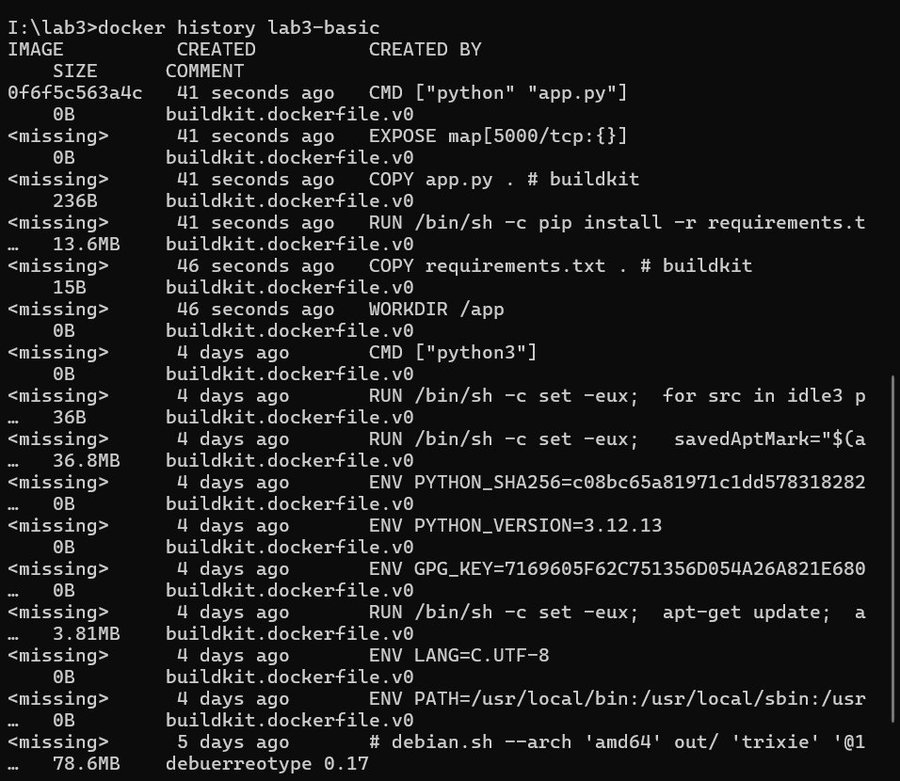 I:\lab3>docker history lab3-basic
IMAGE          CREATED          CREATED BY
    SIZE      COMMENT
0f6f5c563a4c   41 seconds ago   CMD ["python" "app.py"]
    0B        buildkit.dockerfile.v0
<missing>      41 seconds ago   EXPOSE map[5000/tcp:{}]
    0B        buildkit.dockerfile.v0
<missing>      41 seconds ago   COPY app.py . # buildkit
    236B      buildkit.dockerfile.v0
<missing>      41 seconds ago   RUN /bin/sh -c pip install -r requirements.t
…   13.6MB    buildkit.dockerfile.v0
<missing>      46 seconds ago   COPY requirements.txt . # buildkit
    15B       buildkit.dockerfile.v0
<missing>      46 seconds ago   WORKDIR /app
    0B        buildkit.dockerfile.v0
<missing>      4 days ago       CMD ["python3"]
    0B        buildkit.dockerfile.v0
<missing>      4 days ago       RUN /bin/sh -c set -eux;  for src in idle3 p
…   36B       buildkit.dockerfile.v0
<missing>      4 days ago       RUN /bin/sh -c set -eux;   savedAptMark="$(a
…   36.8MB    buildkit.dockerfile.v0
<missing>      4 days ago       ENV PYTHON_SHA256=c08bc65a81971c1dd578318282
…   0B        buildkit.dockerfile.v0
<missing>      4 days ago       ENV PYTHON_VERSION=3.12.13
    0B        buildkit.dockerfile.v0
<missing>      4 days ago       ENV GPG_KEY=7169605F62C751356D054A26A821E680
…   0B        buildkit.dockerfile.v0
<missing>      4 days ago       RUN /bin/sh -c set -eux;  apt-get update;  a
…   3.81MB    buildkit.dockerfile.v0
<missing>      4 days ago       ENV LANG=C.UTF-8
    0B        buildkit.dockerfile.v0
<missing>      4 days ago       ENV PATH=/usr/local/bin:/usr/local/sbin:/usr
…   0B        buildkit.dockerfile.v0
<missing>      5 days ago       # debian.sh --arch 'amd64' out/ 'trixie' '@1
…   78.6MB    debuerreotype 0.17